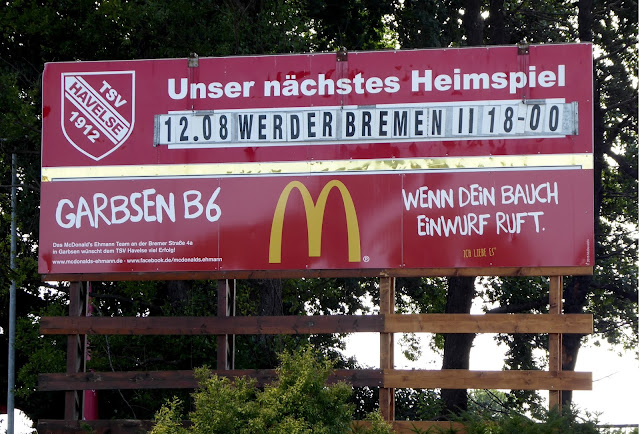 TSV
HAVELSE
1912
Unser nächstes Heimspiel
12.08 WERDER BREMEN II 18-00
GARBSEN B6
Das McDonald's Ehmann Team an der Bremer Straße 4a
in Garbsen wünscht dem TSV Havelse viel Erfolg!
www.mcdonalds-ehmann.de · www.facebook.de/mcdonalds.ehmann
M
®
WENN DEiN BAUCH
EiNWURF RUFT.
ICH LIEBE ES